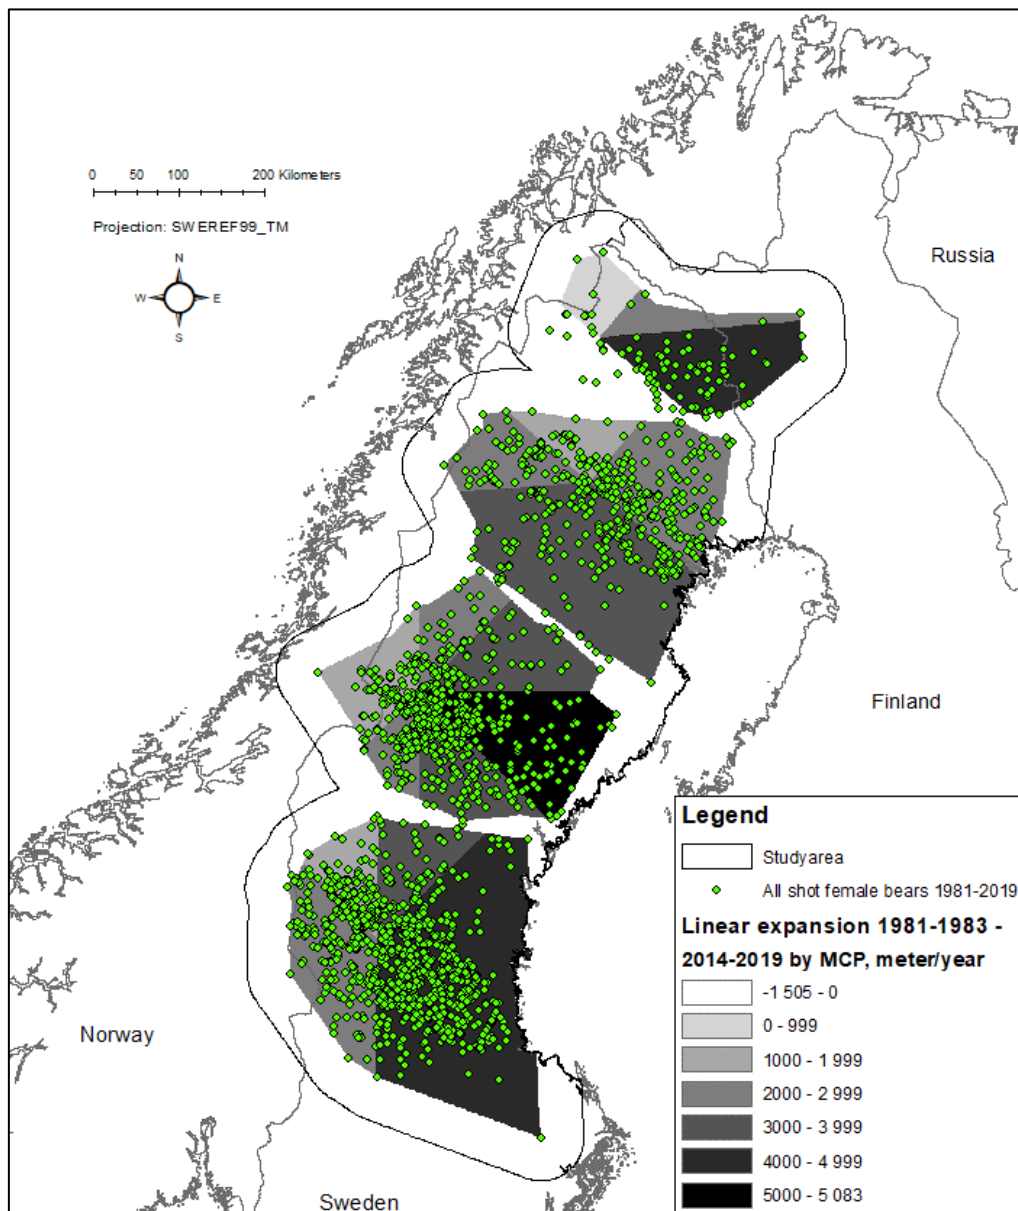 0 50 100 200 Kilometers
Projection: SWEREF99_TM
N
W E
S
Russia
Finland
Norway
Sweden
Legend
Studyarea
All shot female bears 1981-2019
Linear expansion 1981-1983 -
2014-2019 by MCP, meter/year
-1 505 - 0
0 - 999
1000 - 1 999
2000 - 2 999
3000 - 3 999
4000 - 4 999
5000 - 5 083